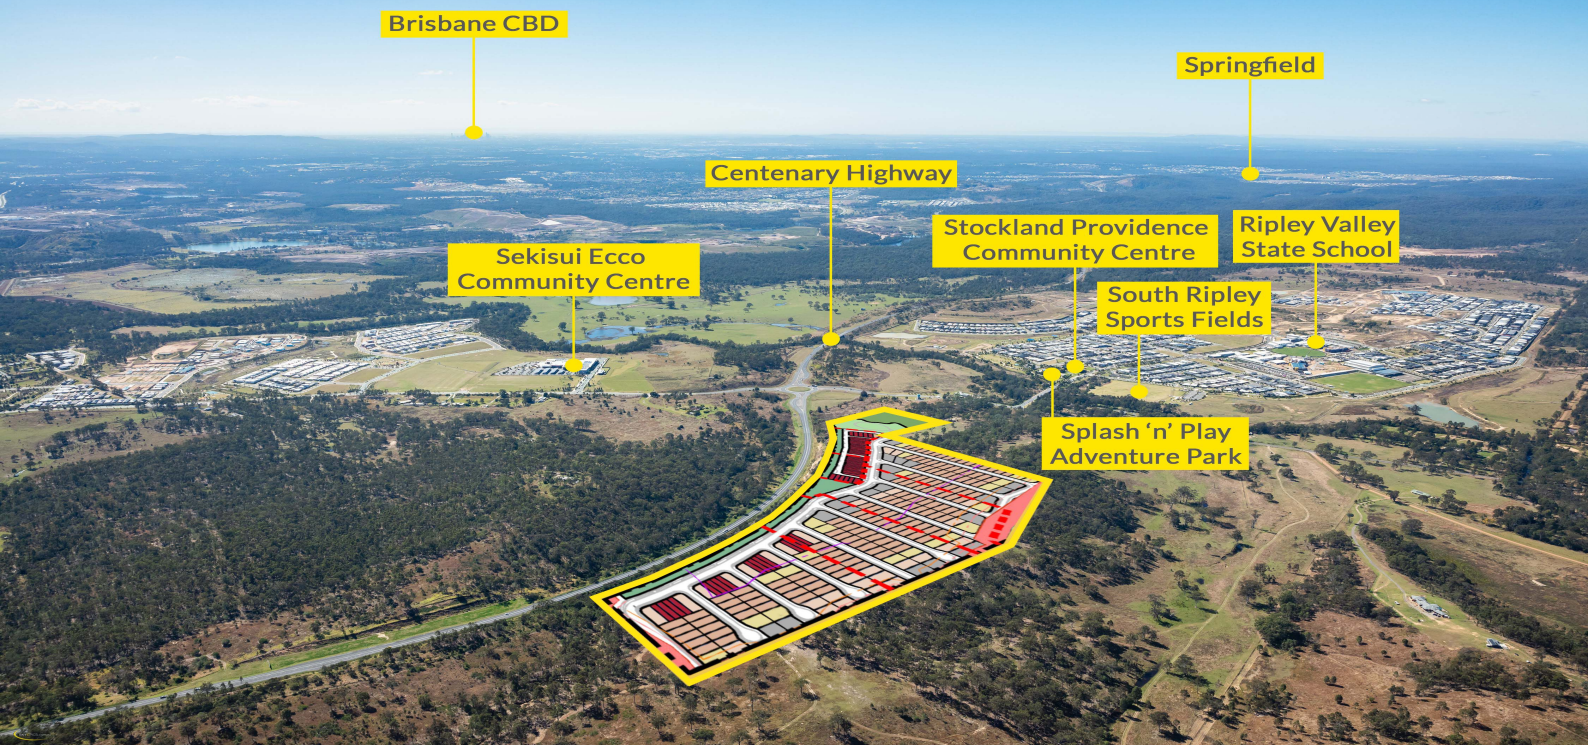 Brisbane CBD
Springfield
Centenary Highway
Stockland Providence
Community Centre
Ripley Valley
State School
Sekisui Ecco
Community Centre
South Ripley
Sports Fields
Splash ‘n’ Play
Adventure Park